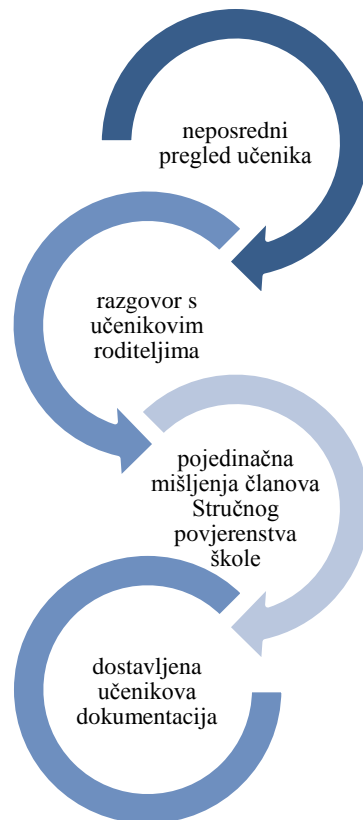 neposredni
pregled učenika
razgovor s
učenikovim
roditeljima
pojedinačna
mišljenja članova
Stručnog
povjerenstva
škole
dostavljena
učenikova
dokumentacija